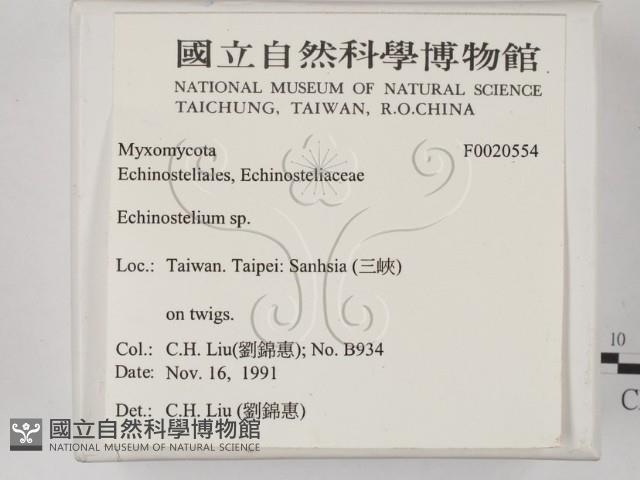 國立自然科學博物館
NATIONAL MUSEUM OF NATURAL SCIENCE
TAICHUNG, TAIWAN, R.O.CHINA
Myxomycota F0020554
Echinosteliales, Echinosteliaceae
Echinostelium sp.
Loc.: Taiwan. Taipei: Sanhsia (三峽)
on twigs.
Col.: C.H. Liu(劉錦惠); No. B934
Date: Nov. 16, 1991
Det.: C.H. Liu (劉錦惠)
國立自然科學博物館
NATIONAL MUSEUM OF NATURAL SCIENCE
10